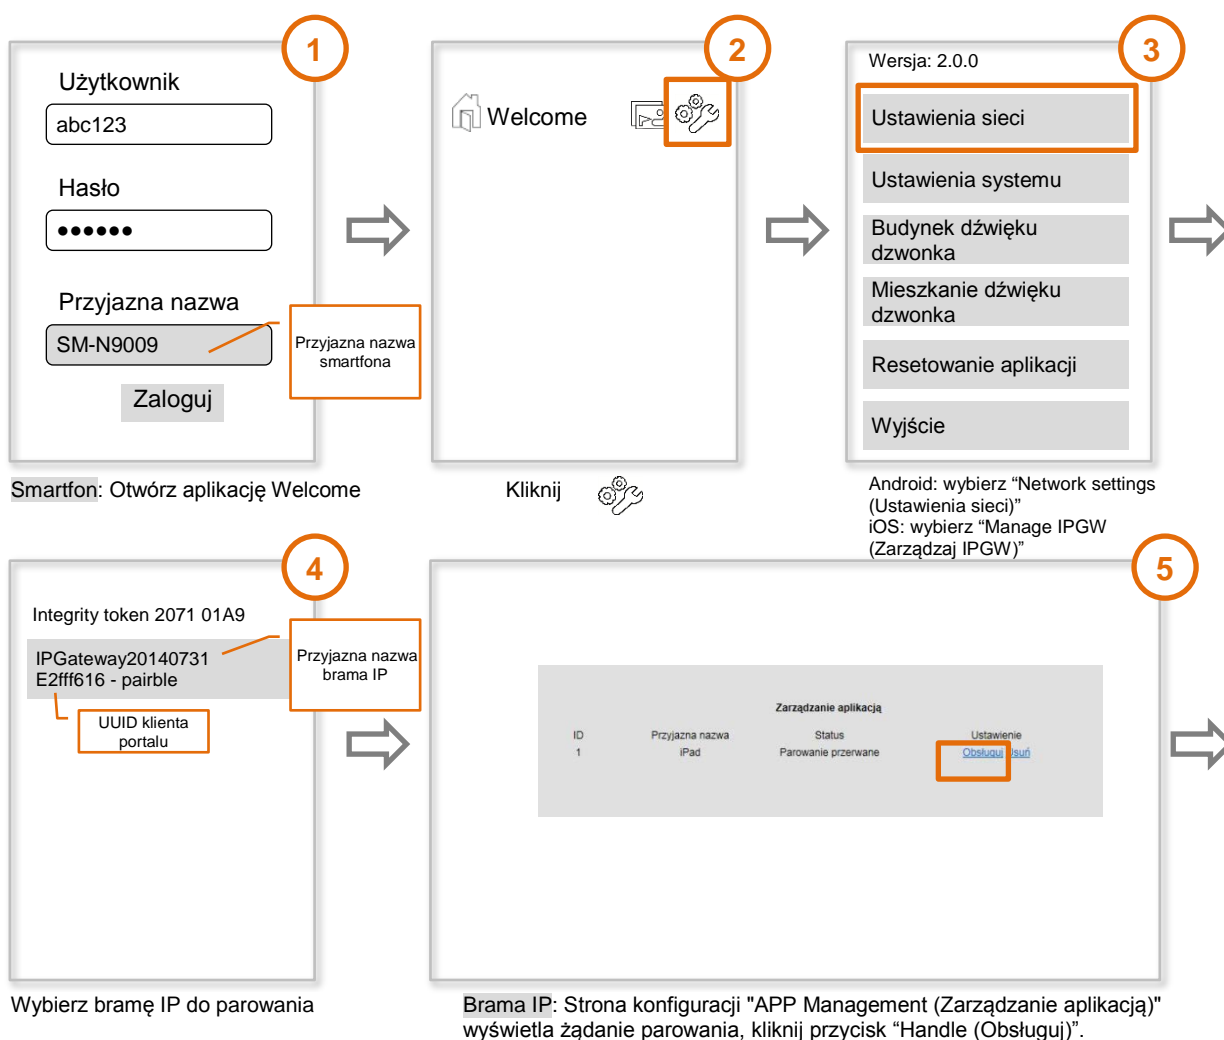 1
Użytkownik
abc123
Hasło
●●●●●●
Przyjazna nazwa
SM-N9009
Przyjazna nazwa
smartfona
Zaloguj
Smartfon: Otwórz aplikację Welcome
2
Welcome
Kliknij
3
Wersja: 2.0.0
Ustawienia sieci
Ustawienia systemu
Budynek dźwięku
dzwonka
Mieszkanie dźwięku
dzwonka
Resetowanie aplikacji
Wyjście
Android: wybierz “Network settings
(Ustawienia sieci)”
iOS: wybierz “Manage IPGW
(Zarządzaj IPGW)”
4
Integrity token 2071 01A9
IPGateway20140731
E2fff616 - pairble
Przyjazna nazwa
brama IP
UUID klienta
portalu
Wybierz bramę IP do parowania
5
Zarządzanie aplikacją
ID Przyjazna nazwa Status Ustawienie
1 iPad Parowanie przerwane Obsługuj Usuń
Brama IP: Strona konfiguracji "APP Management (Zarządzanie aplikacją)"
wyświetla żądanie parowania, kliknij przycisk “Handle (Obsługuj)”.